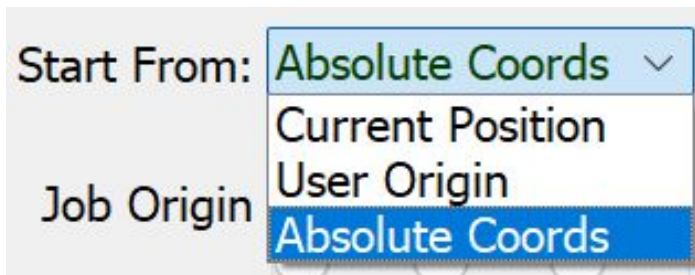 Start From: Absolute Coords
Current Position
User Origin
Job Origin
Absolute Coords